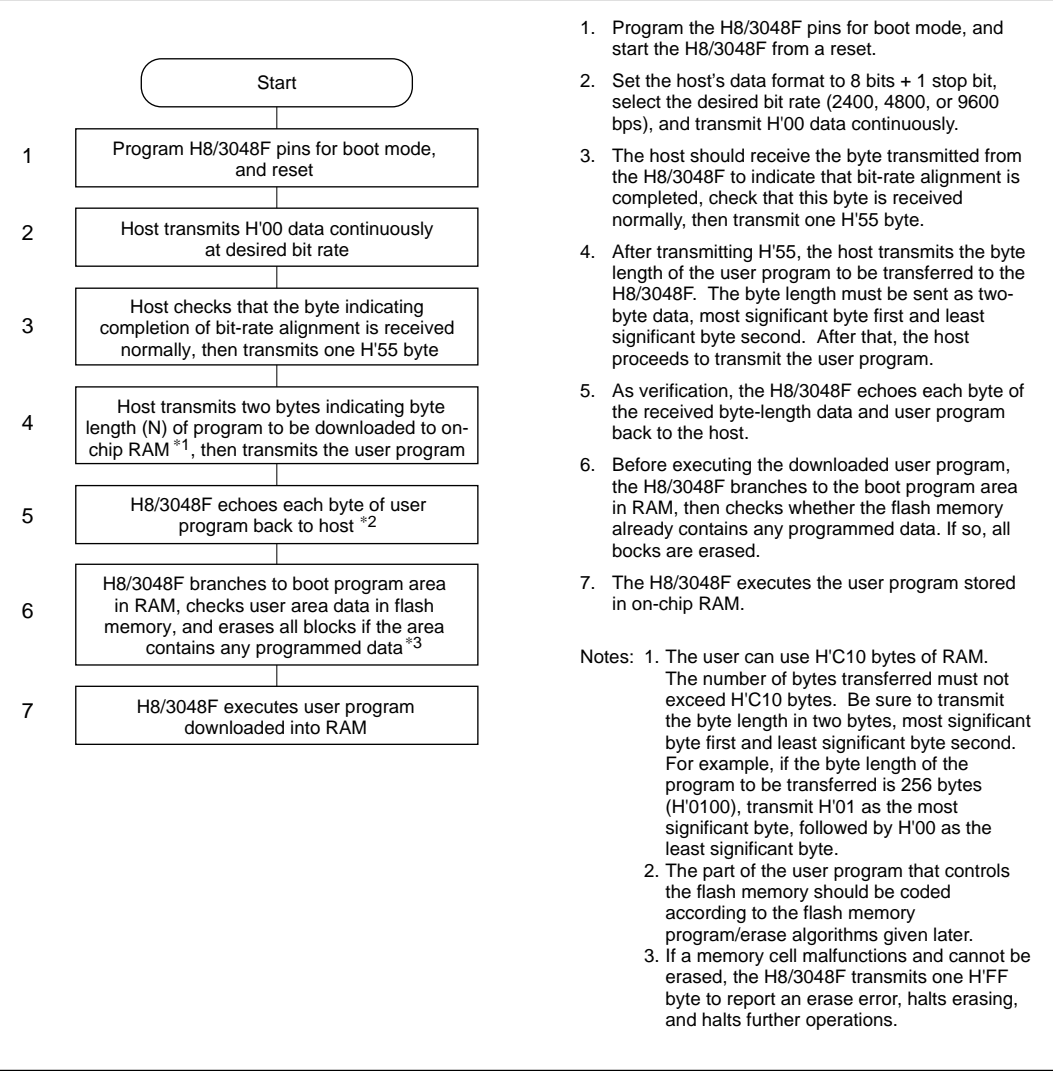 Start
1
Program H8/3048F pins for boot mode,
and reset
2
Host transmits H'00 data continuously
at desired bit rate
3
Host checks that the byte indicating
completion of bit-rate alignment is received
normally, then transmits one H'55 byte
4
Host transmits two bytes indicating byte
length (N) of program to be downloaded to on-
chip RAM *1, then transmits the user program
5
H8/3048F echoes each byte of user
program back to host *2
6
H8/3048F branches to boot program area
in RAM, checks user area data in flash
memory, and erases all blocks if the area
contains any programmed data*3
7
H8/3048F executes user program
downloaded into RAM
1. Program the H8/3048F pins for boot mode, and
start the H8/3048F from a reset.
2. Set the host's data format to 8 bits + 1 stop bit,
select the desired bit rate (2400, 4800, or 9600
bps), and transmit H'00 data continuously.
3. The host should receive the byte transmitted from
the H8/3048F to indicate that bit-rate alignment is
completed, check that this byte is received
normally, then transmit one H'55 byte.
4. After transmitting H'55, the host transmits the byte
length of the user program to be transferred to the
H8/3048F. The byte length must be sent as two-
byte data, most significant byte first and least
significant byte second. After that, the host
proceeds to transmit the user program.
5. As verification, the H8/3048F echoes each byte of
the received byte-length data and user program
back to the host.
6. Before executing the downloaded user program,
the H8/3048F branches to the boot program area
in RAM, then checks whether the flash memory
already contains any programmed data. If so, all
bocks are erased.
7. The H8/3048F executes the user program stored
in on-chip RAM.
Notes: 1. The user can use H'C10 bytes of RAM.
The number of bytes transferred must not
exceed H'C10 bytes. Be sure to transmit
the byte length in two bytes, most significant
byte first and least significant byte second.
For example, if the byte length of the
program to be transferred is 256 bytes
(H'0100), transmit H'01 as the most
significant byte, followed by H'00 as the
least significant byte.
2. The part of the user program that controls
the flash memory should be coded
according to the flash memory
program/erase algorithms given later.
3. If a memory cell malfunctions and cannot be
erased, the H8/3048F transmits one H'FF
byte to report an erase error, halts erasing,
and halts further operations.